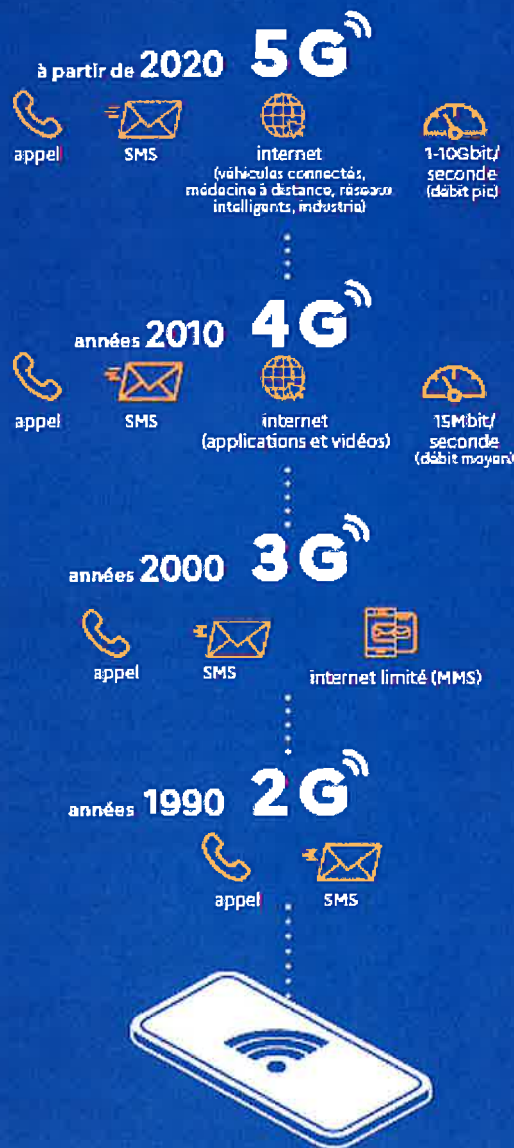 à partir de 2020 5G
appel
SMS
internet
(véhicules connectés,
médecine à distance, réseaux
intelligents, industrie)
1-10Gbit/
seconde
(débit pic)
années 2010 4G
appel
SMS
internet
(applications et vidéos)
15Mbit/
seconde
(débit moyen)
années 2000 3G
appel
SMS
internet limité (MMS)
années 1990 2G
appel
SMS